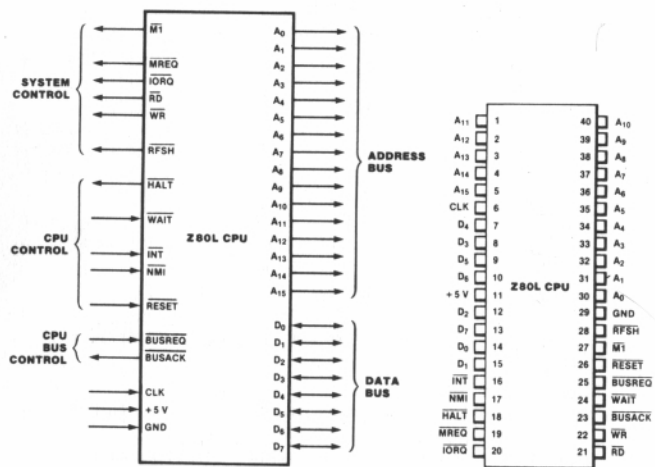 SYSTEM
CONTROL
CPU
CONTROL
CPU
BUS
CONTROL
M1
MREQ
IORQ
RD
WR
RFSH
HALT
WAIT
INT
NMI
RESET
BUSREQ
BUSACK
CLK
+5 V
GND
Z80L CPU
A0
A1
A2
A3
A4
A5
A6
A7
A8
A9
A10
A11
A12
A13
A14
A15
D0
D1
D2
D3
D4
D5
D6
D7
ADDRESS
BUS
DATA
BUS
A11 1 40 A10
A12 2 39 A9
A13 3 38 A8
A14 4 37 A7
A15 5 36 A6
CLK 6 35 A5
D4 7 34 A4
D3 8 33 A3
D5 9 32 A2
D6 10 31 A1
Z80L CPU
+5 V 11 30 A0
D2 12 29 GND
D7 13 28 RFSH
D0 14 27 M1
D1 15 26 RESET
INT 16 25 BUSREQ
NMI 17 24 WAIT
HALT 18 23 BUSACK
MREQ 19 22 WR
IORQ 20 21 RD